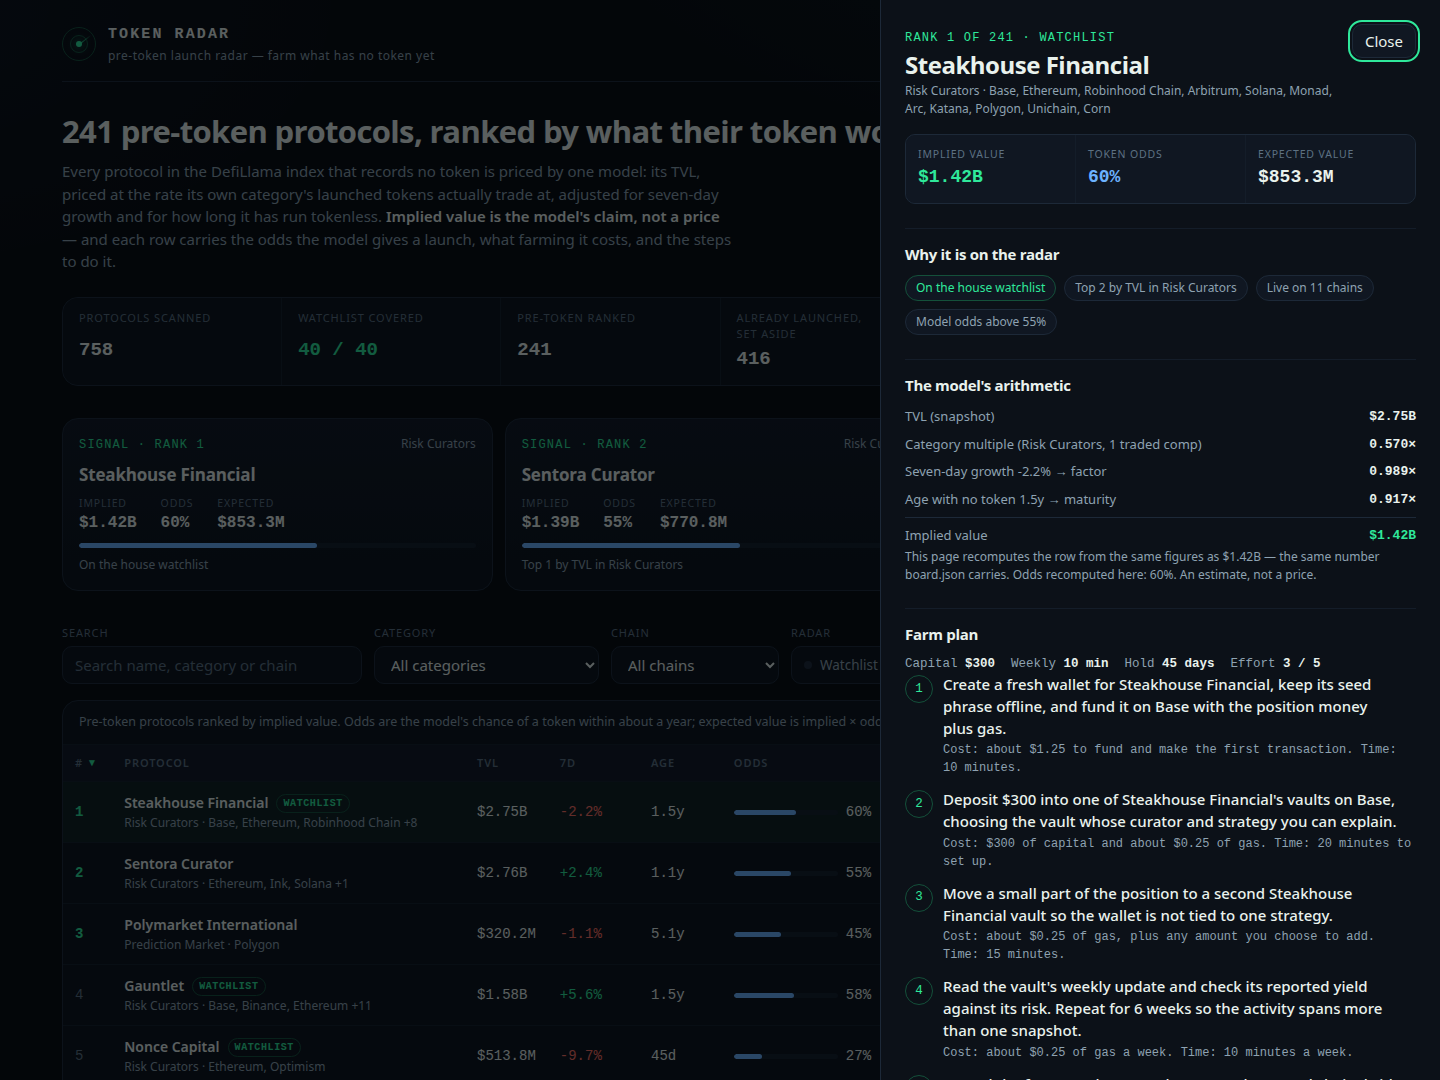 TOKEN RADAR
pre-token launch radar — farm what has no token yet
241 pre-token protocols, ranked by what their token wo
Every protocol in the DefiLlama index that records no token is priced by one model: its TVL,
priced at the rate its own category's launched tokens actually trade at, adjusted for seven-day
growth and for how long it has run tokenless. Implied value is the model's claim, not a price
— and each row carries the odds the model gives a launch, what farming it costs, and the steps
to do it.
PROTOCOLS SCANNED
758
WATCHLIST COVERED
40 / 40
PRE-TOKEN RANKED
241
ALREADY LAUNCHED,
SET ASIDE
416
SIGNAL · RANK 1
Risk Curators
Steakhouse Financial
IMPLIED ODDS EXPECTED
$1.42B 60% $853.3M
On the house watchlist
SIGNAL · RANK 2
Risk Cu
Sentora Curator
IMPLIED ODDS EXPECTED
$1.39B 55% $770.8M
Top 1 by TVL in Risk Curators
SEARCH
Search name, category or chain
CATEGORY
All categories
CHAIN
All chains
RADAR
Watchlist
Pre-token protocols ranked by implied value. Odds are the model's chance of a token within about a year; expected value is implied × odd
# ▼ PROTOCOL TVL 7D AGE ODDS
1 Steakhouse Financial WATCHLIST $2.75B -2.2% 1.5y 60%
Risk Curators · Base, Ethereum, Robinhood Chain +8
2 Sentora Curator $2.76B +2.4% 1.1y 55%
Risk Curators · Ethereum, Ink, Solana +1
3 Polymarket International $320.2M -1.1% 5.1y 45%
Prediction Market · Polygon
4 Gauntlet WATCHLIST $1.58B +5.6% 1.5y 58%
Risk Curators · Base, Binance, Ethereum +11
5 Nonce Capital WATCHLIST $513.8M -9.7% 45d 27%
Risk Curators · Ethereum, Optimism
RANK 1 OF 241 · WATCHLIST
Close
Steakhouse Financial
Risk Curators · Base, Ethereum, Robinhood Chain, Arbitrum, Solana, Monad,
Arc, Katana, Polygon, Unichain, Corn
IMPLIED VALUE
$1.42B
TOKEN ODDS
60%
EXPECTED VALUE
$853.3M
Why it is on the radar
On the house watchlist
Top 2 by TVL in Risk Curators
Live on 11 chains
Model odds above 55%
The model's arithmetic
TVL (snapshot) $2.75B
Category multiple (Risk Curators, 1 traded comp) 0.570×
Seven-day growth -2.2% → factor 0.989×
Age with no token 1.5y → maturity 0.917×
Implied value $1.42B
This page recomputes the row from the same figures as $1.42B — the same number
board.json carries. Odds recomputed here: 60%. An estimate, not a price.
Farm plan
Capital $300 Weekly 10 min Hold 45 days Effort 3 / 5
1 Create a fresh wallet for Steakhouse Financial, keep its seed
phrase offline, and fund it on Base with the position money
plus gas.
Cost: about $1.25 to fund and make the first transaction. Time:
10 minutes.
2 Deposit $300 into one of Steakhouse Financial's vaults on Base,
choosing the vault whose curator and strategy you can explain.
Cost: $300 of capital and about $0.25 of gas. Time: 20 minutes to
set up.
3 Move a small part of the position to a second Steakhouse
Financial vault so the wallet is not tied to one strategy.
Cost: about $0.25 of gas, plus any amount you choose to add.
Time: 15 minutes.
4 Read the vault's weekly update and check its reported yield
against its risk. Repeat for 6 weeks so the activity spans more
than one snapshot.
Cost: about $0.25 of gas a week. Time: 10 minutes a week.